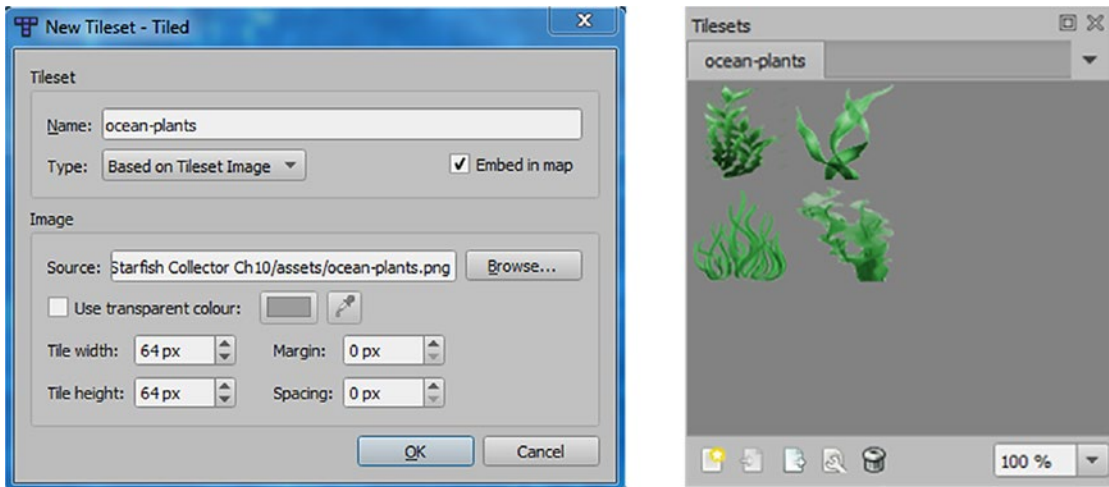 New Tileset - Tiled
Tileset
Name: ocean-plants
Type: Based on Tileset Image Embed in map
Image
Source: Starfish Collector Ch10/assets/ocean-plants.png Browse...
Use transparent colour:
Tile width: 64 px Margin: 0 px
Tile height: 64 px Spacing: 0 px
OK Cancel
Tilesets
ocean-plants
100 %